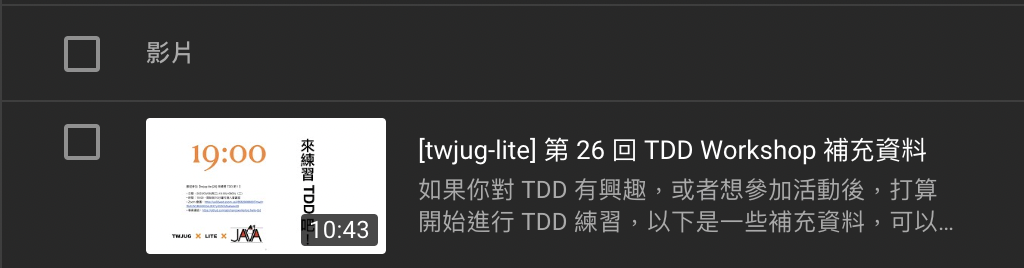 影片
19:00
來練習 TDD 吧！
TWJUG × LITE × JAVA
10:43
[twjug-lite] 第 26 回 TDD Workshop 補充資料
如果你對 TDD 有興趣，或者想參加活動後，打算
開始進行 TDD 練習，以下是一些補充資料，可以…